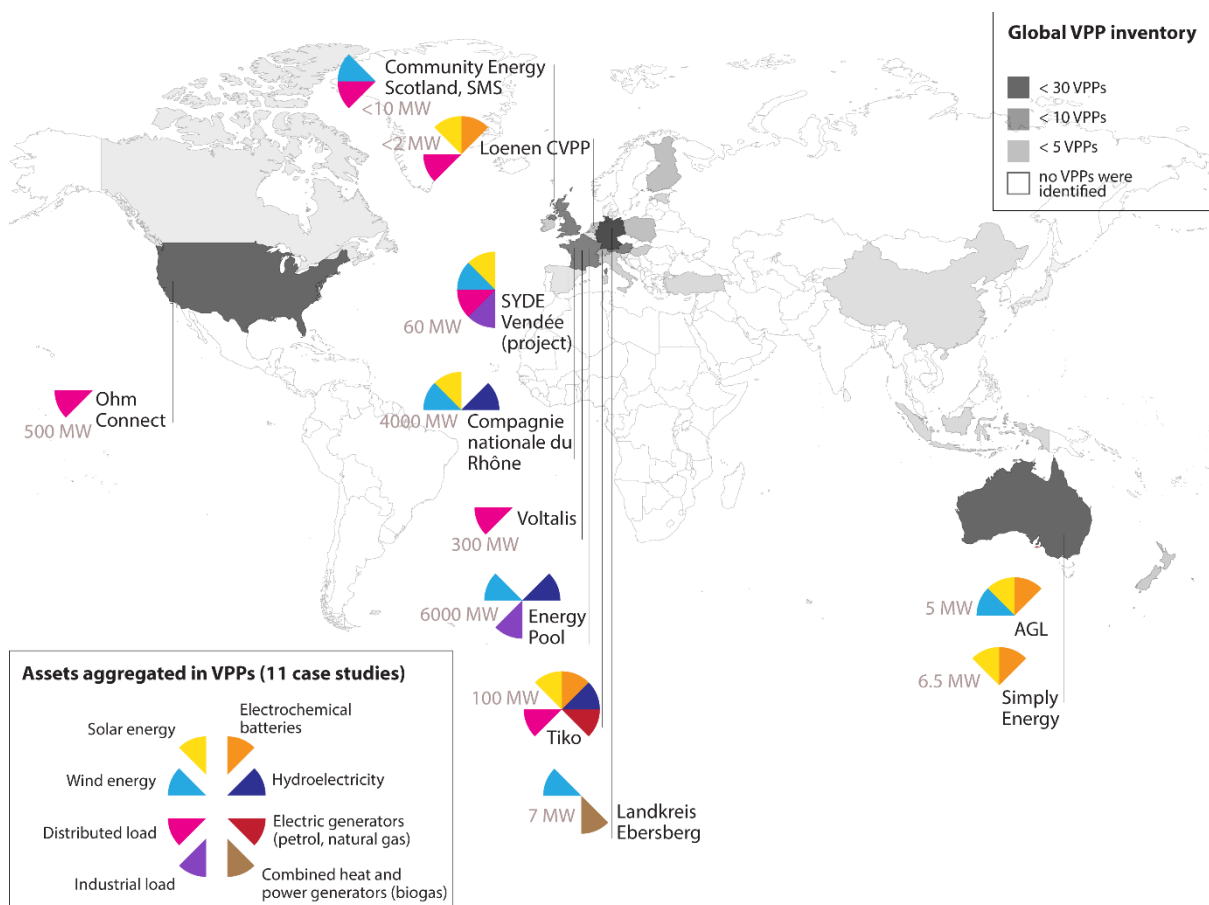 Global VPP inventory
< 30 VPPs
< 10 VPPs
< 5 VPPs
no VPPs were
identified
Community Energy
Scotland, SMS
<10 MW
<2 MW
Loenen CVPP
SYDE
Vendée
(project)
60 MW
Ohm
Connect
500 MW
4000 MW
Compagnie
nationale du
Rhône
Voltalis
300 MW
6000 MW
Energy
Pool
5 MW
AGL
6.5 MW
Simply
Energy
100 MW
Tiko
7 MW
Landkreis
Ebersberg
Assets aggregated in VPPs (11 case studies)
Solar energy
Electrochemical
batteries
Wind energy
Hydroelectricity
Distributed load
Electric generators
(petrol, natural gas)
Industrial load
Combined heat and
power generators (biogas)